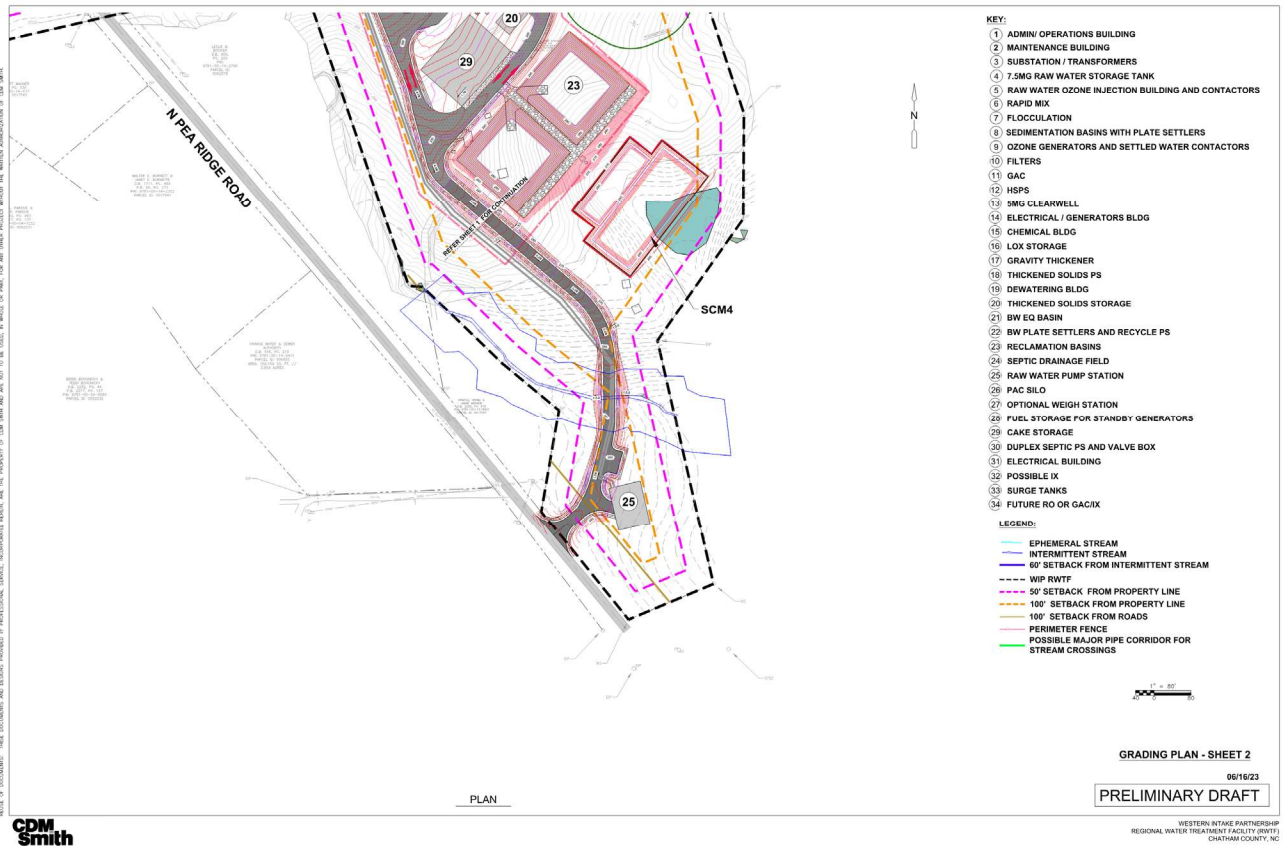 20
29
23
N PEA RIDGE ROAD
REFER SHEET 1 FOR CONTINUATION
SCM4
25
N
KEY:
1 ADMIN/ OPERATIONS BUILDING
2 MAINTENANCE BUILDING
3 SUBSTATION / TRANSFORMERS
4 7.5MG RAW WATER STORAGE TANK
5 RAW WATER OZONE INJECTION BUILDING AND CONTACTORS
6 RAPID MIX
7 FLOCCULATION
8 SEDIMENTATION BASINS WITH PLATE SETTLERS
9 OZONE GENERATORS AND SETTLED WATER CONTACTORS
10 FILTERS
11 GAC
12 HSPS
13 5MG CLEARWELL
14 ELECTRICAL / GENERATORS BLDG
15 CHEMICAL BLDG
16 LOX STORAGE
17 GRAVITY THICKENER
18 THICKENED SOLIDS PS
19 DEWATERING BLDG
20 THICKENED SOLIDS STORAGE
21 BW EQ BASIN
22 BW PLATE SETTLERS AND RECYCLE PS
23 RECLAMATION BASINS
24 SEPTIC DRAINAGE FIELD
25 RAW WATER PUMP STATION
26 PAC SILO
27 OPTIONAL WEIGH STATION
28 FUEL STORAGE FOR STANDBY GENERATORS
29 CAKE STORAGE
30 DUPLEX SEPTIC PS AND VALVE BOX
31 ELECTRICAL BUILDING
32 POSSIBLE IX
33 SURGE TANKS
34 FUTURE RO OR GAC/IX
LEGEND:
EPHEMERAL STREAM
INTERMITTENT STREAM
60' SETBACK FROM INTERMITTENT STREAM
WIP RWTF
50' SETBACK FROM PROPERTY LINE
100' SETBACK FROM PROPERTY LINE
100' SETBACK FROM ROADS
PERIMETER FENCE
POSSIBLE MAJOR PIPE CORRIDOR FOR
STREAM CROSSINGS
1" = 80'
40 0 80
GRADING PLAN - SHEET 2
06/16/23
PRELIMINARY DRAFT
PLAN
CDM
Smith
WESTERN INTAKE PARTNERSHIP
REGIONAL WATER TREATMENT FACILITY (RWTF)
CHATHAM COUNTY, NC